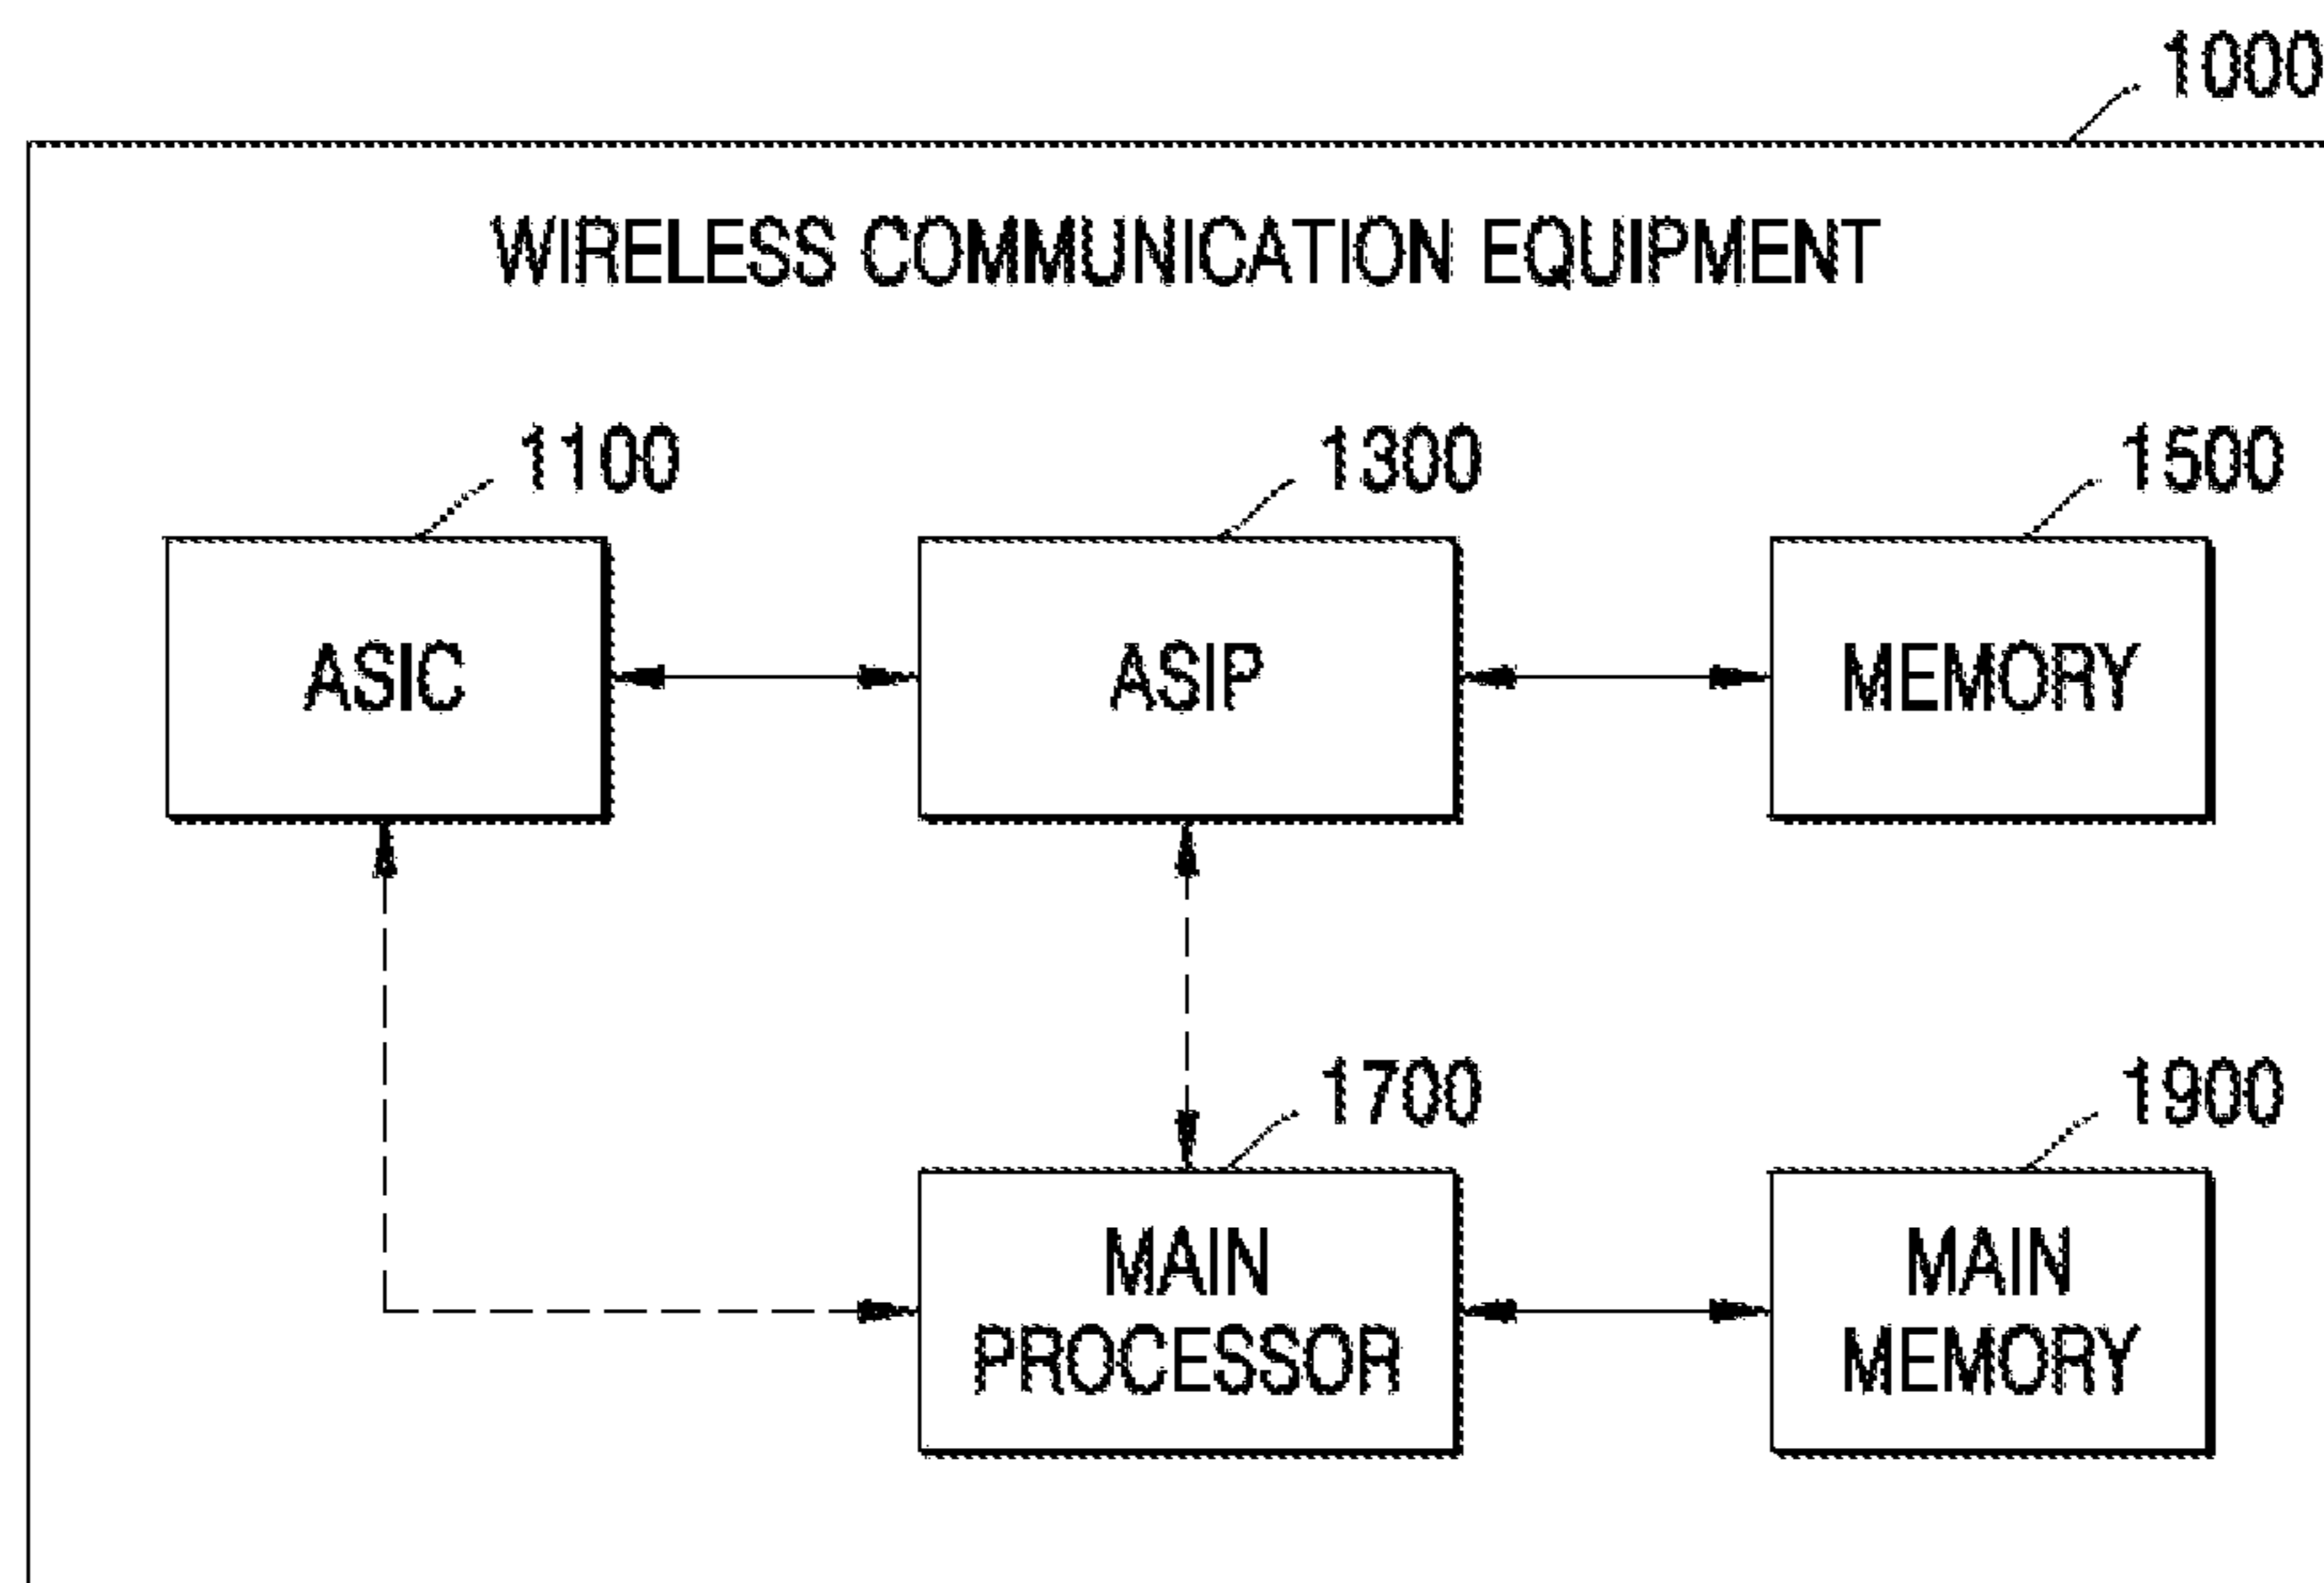 1000
WIRELESS COMMUNICATION EQUIPMENT
1100
1300
1500
ASIC
ASIP
MEMORY
1700
1900
MAIN
PROCESSOR
MAIN
MEMORY